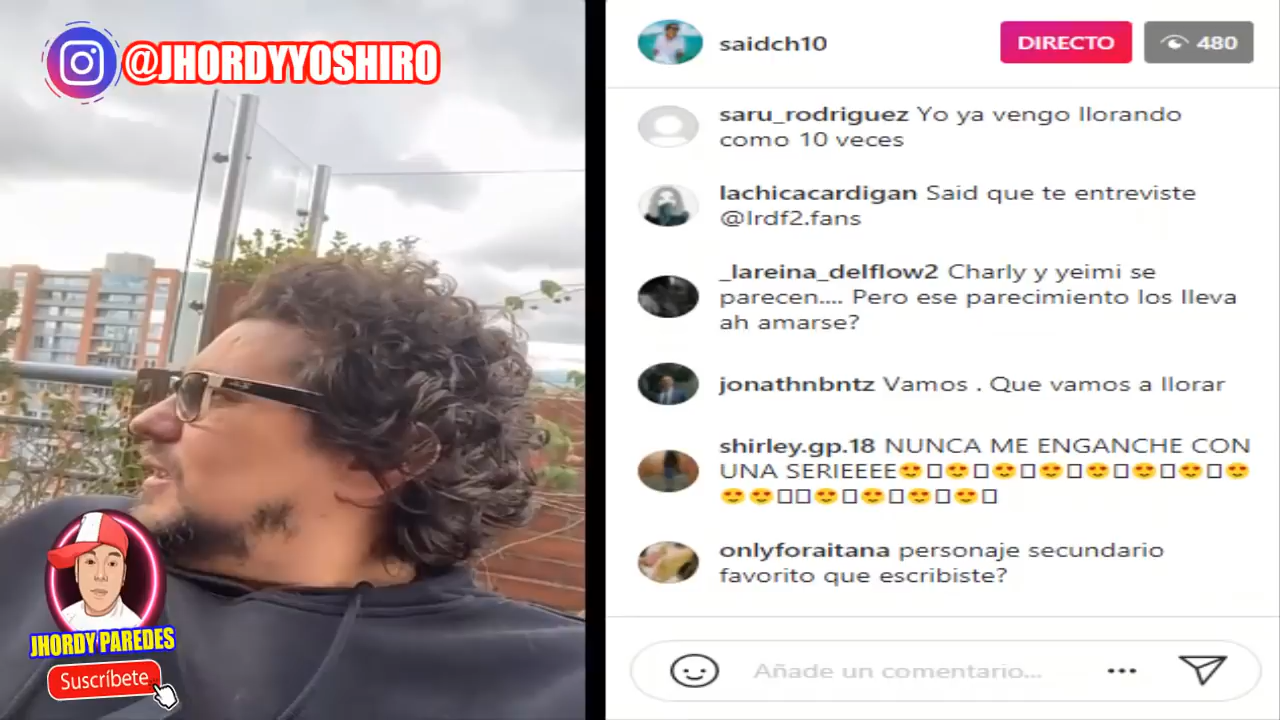 @JHORDYYOSHIRO
JHORDY PAREDES
Suscríbete
saidch10
DIRECTO
480
saru_rodriguez Yo ya vengo llorando
como 10 veces
lachicacardigan Said que te entreviste
@lrdf2.fans
_lareina_delflow2 Charly y yeimi se
parecen.... Pero ese parecimiento los lleva
ah amarse?
jonathnbntz Vamos . Que vamos a llorar
shirley.gp.18 NUNCA ME ENGANCHE CON
UNA SERIEEEE
onlyforaitana personaje secundario
favorito que escribiste?
Añade un comentario...